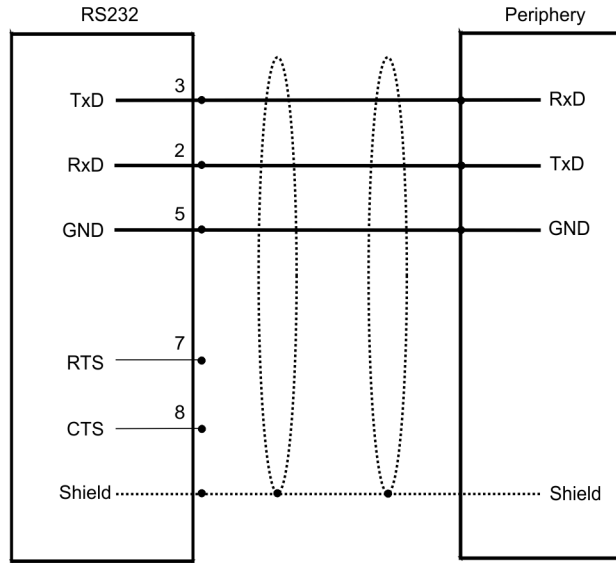 RS232 Periphery
TxD 3 RxD
RxD 2 TxD
GND 5 GND
RTS 7
CTS 8
Shield Shield